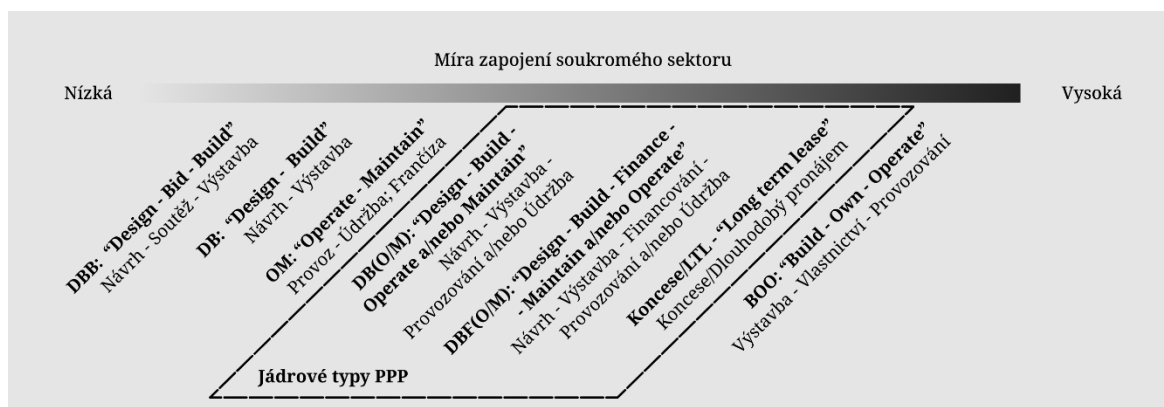 Míra zapojení soukromého sektoru
Nízká
Vysoká
DBB: “Design - Bid - Build”
Návrh - Soutěž - Výstavba
DB: “Design - Build”
Návrh - Výstavba
OM: “Operate - Maintain”
Provoz - Údržba; Frančíza
DB(O/M): “Design - Build -
Operate a/nebo Maintain”
Návrh - Výstavba -
Provozování a/nebo Údržba
DBF(O/M): “Design - Build - Finance -
- Maintain a/nebo Operate”
Návrh - Výstavba - Financování -
Provozování a/nebo Údržba
Koncese/LTL - “Long term lease”
Koncese/Dlouhodobý pronájem
BOO: “Build - Own - Operate”
Výstavba - Vlastnictví - Provozování
Jádrové typy PPP